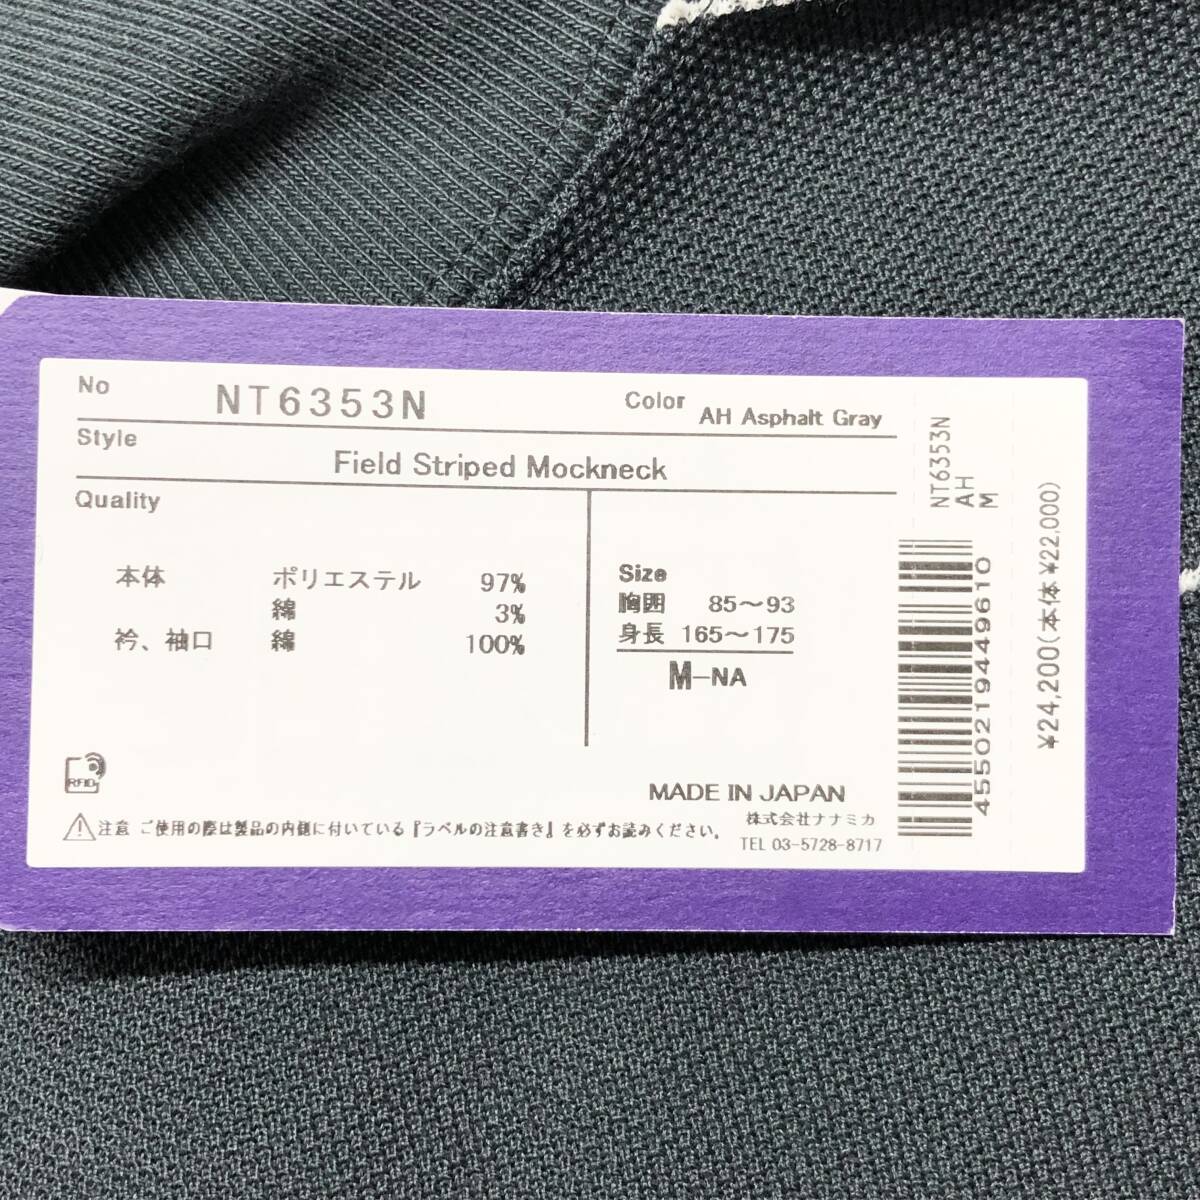 No NT6353N Color AH Asphalt Gray
Style
Field Striped Mockneck
Quality
本体 ポリエステル 97%
綿 3%
衿、袖口 綿 100%
Size
胸囲 85～93
身長 165～175
M-NA
RFID
MADE IN JAPAN
株式会社ナナミカ
TEL 03-5728-8717
注意 ご使用の際は製品の内側に付いている『ラベルの注意書き』を必ずお読みください。
NT6353N
AH
M
4550219449610
¥24,200(本体 ¥22,000)